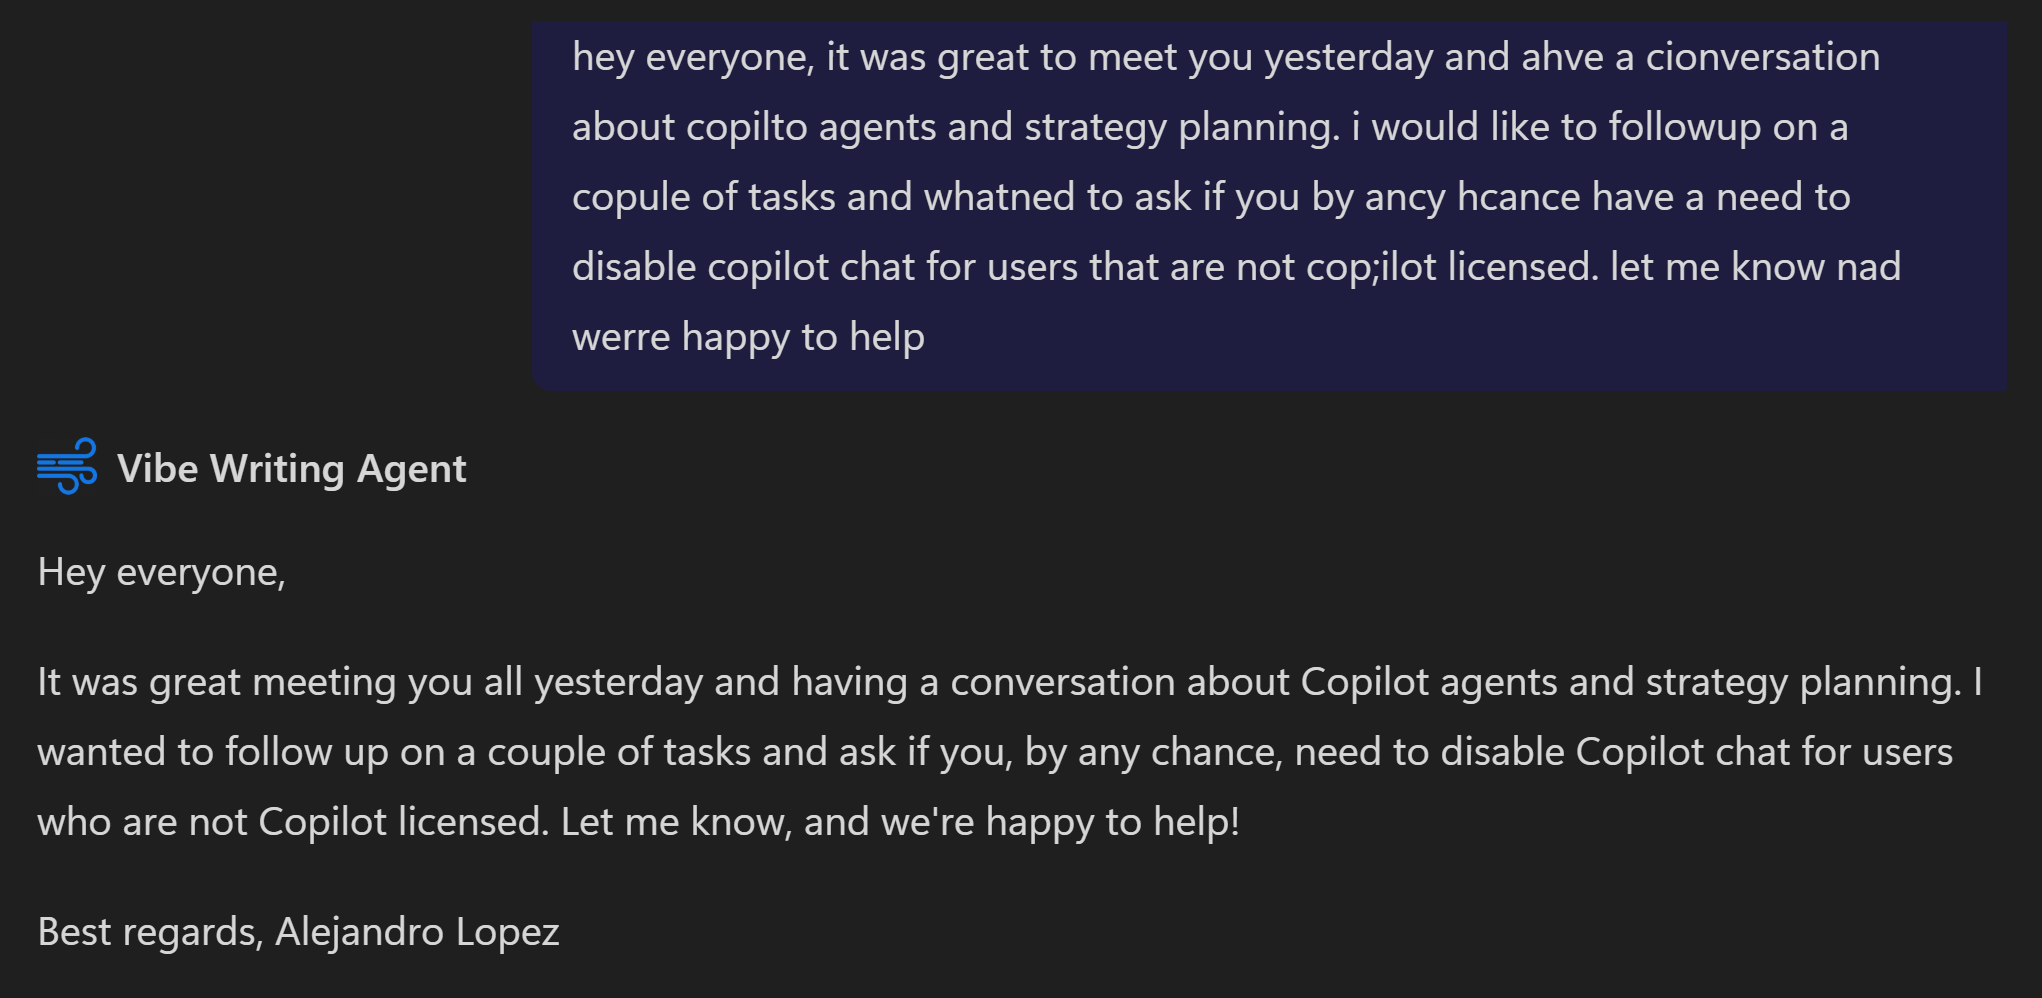 hey everyone, it was great to meet you yesterday and ahve a cionversation
about copilto agents and strategy planning. i would like to followup on a
copule of tasks and whatned to ask if you by ancy hcance have a need to
disable copilot chat for users that are not cop;ilot licensed. let me know nad
werre happy to help
Vibe Writing Agent
Hey everyone,
It was great meeting you all yesterday and having a conversation about Copilot agents and strategy planning. I
wanted to follow up on a couple of tasks and ask if you, by any chance, need to disable Copilot chat for users
who are not Copilot licensed. Let me know, and we're happy to help!
Best regards, Alejandro Lopez